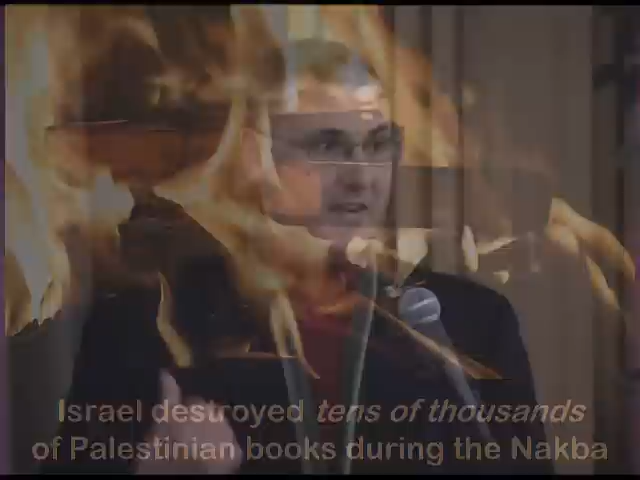 Israel destroyed tens of thousands
of Palestinian books during the Nakba